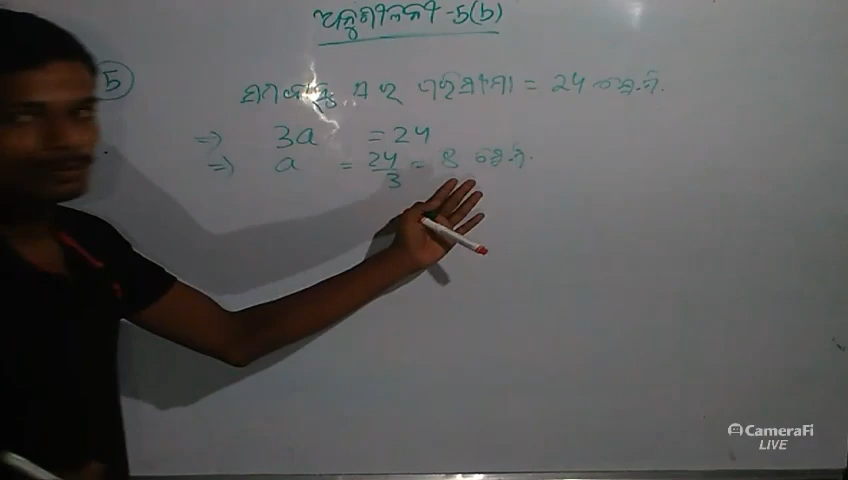 ଅନୁଶୀଳନୀ -5(b)
5
ସମବାହୁ ର ପରିସୀମା = 24 ସେ.ମି.
⇒ 3a = 24
⇒ a = 24/3 = 8 ସେ.ମି.
CameraFi
LIVE